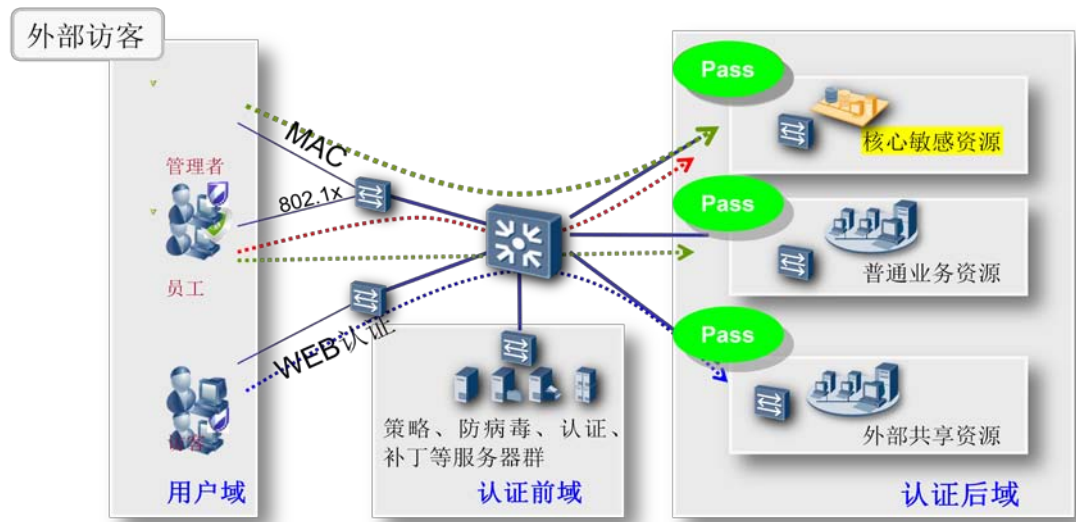 外部访客
管理者
员工
MAC
802.1x
WEB认证
用户域
策略、防病毒、认证、
补丁等服务器群
认证前域
Pass
核心敏感资源
Pass
普通业务资源
Pass
外部共享资源
认证后域